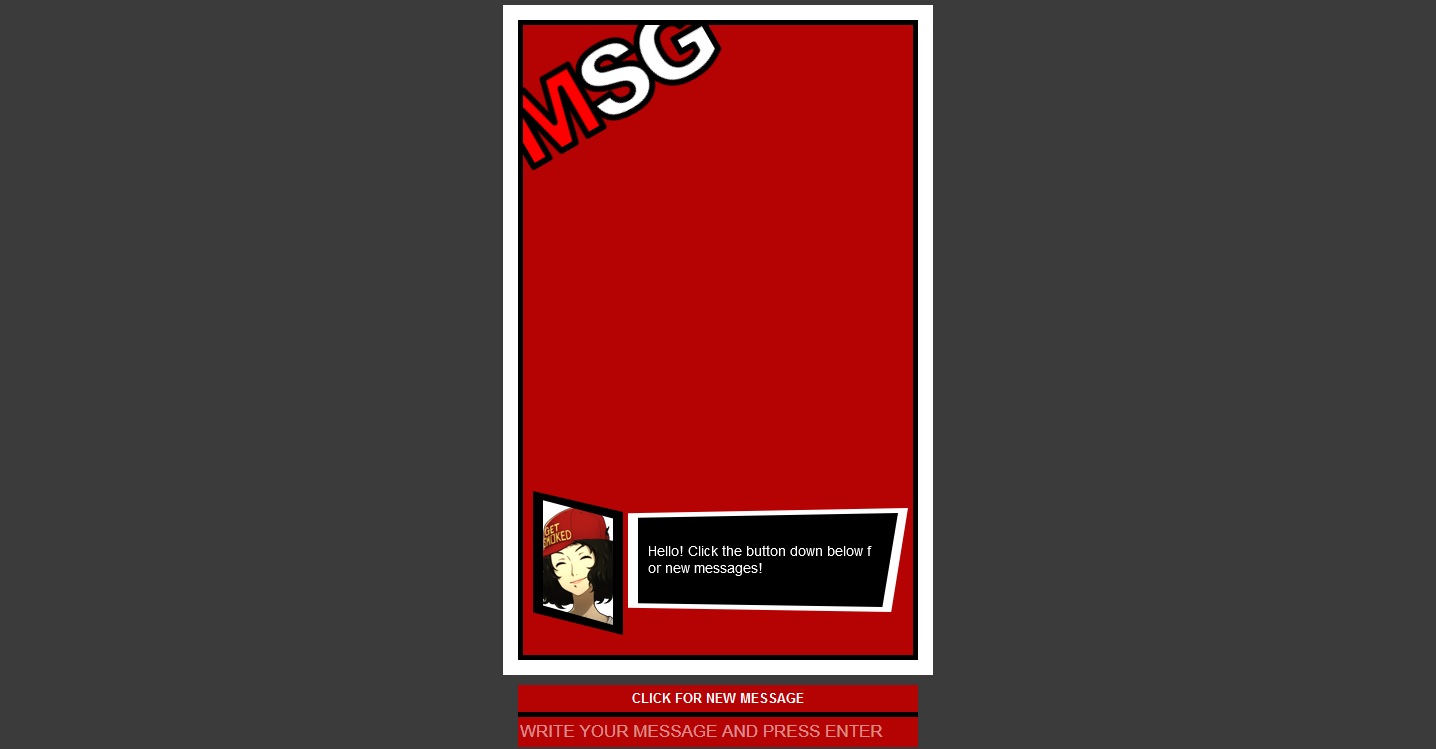 MSG
GET
SMOKED
Hello! Click the button down below f
or new messages!
CLICK FOR NEW MESSAGE
WRITE YOUR MESSAGE AND PRESS ENTER